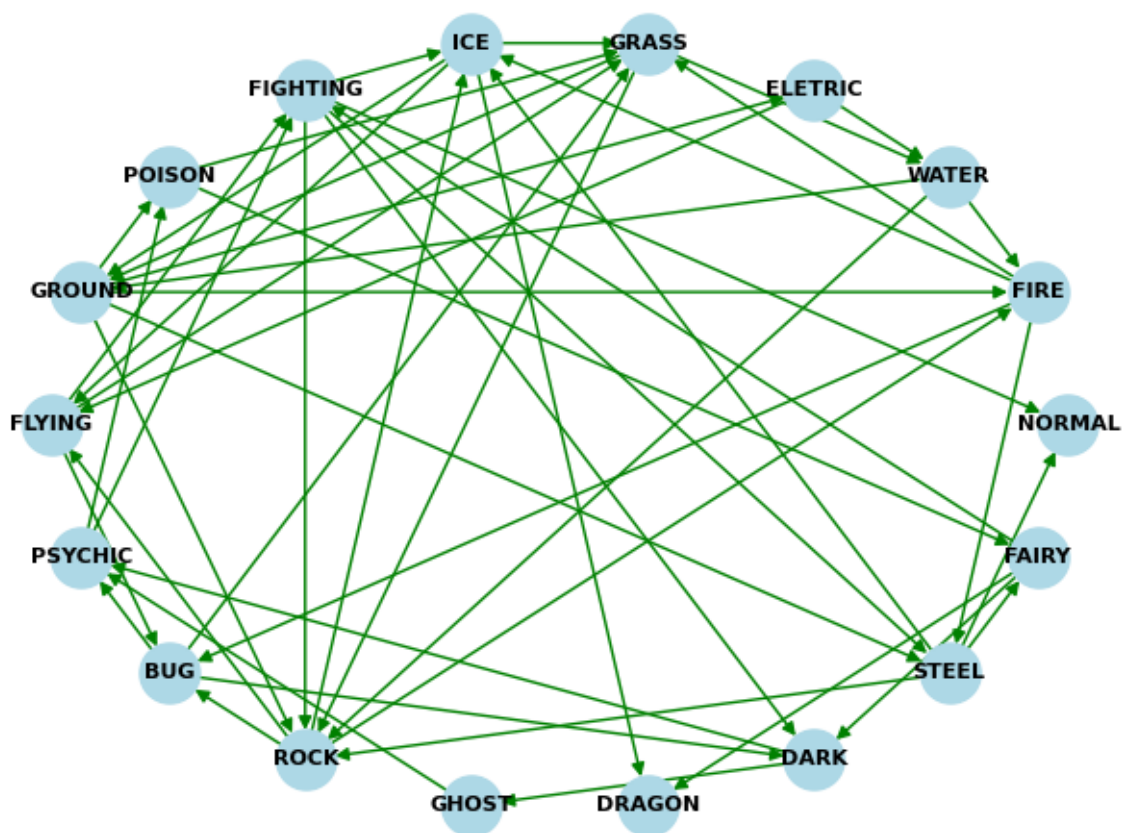 ICE
GRASS
FIGHTING
ELETRIC
POISON
WATER
GROUND
FIRE
FLYING
NORMAL
PSYCHIC
FAIRY
BUG
STEEL
ROCK
DARK
GHOST
DRAGON